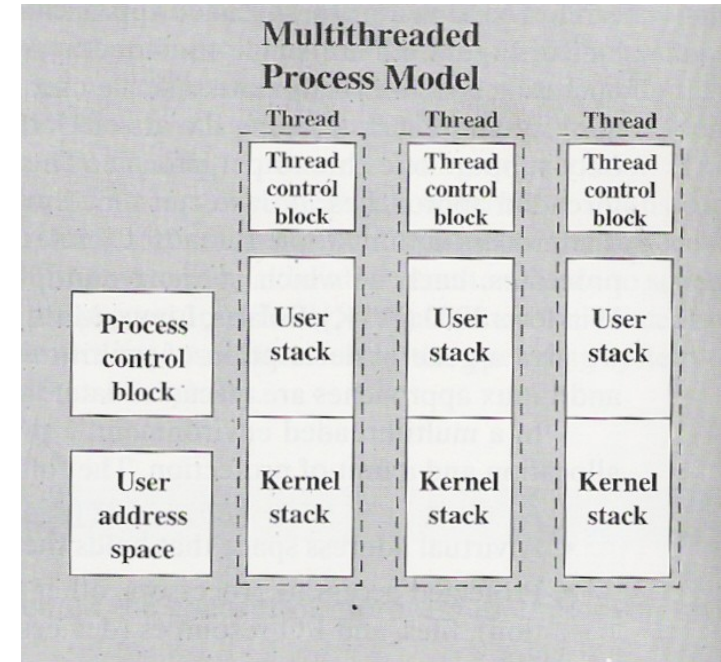 Multithreaded
Process Model
Thread
Thread
Thread
Thread
control
block
Thread
control
block
Thread
control
block
Process
control
block
User
stack
User
stack
User
stack
User
address
space
Kernel
stack
Kernel
stack
Kernel
stack